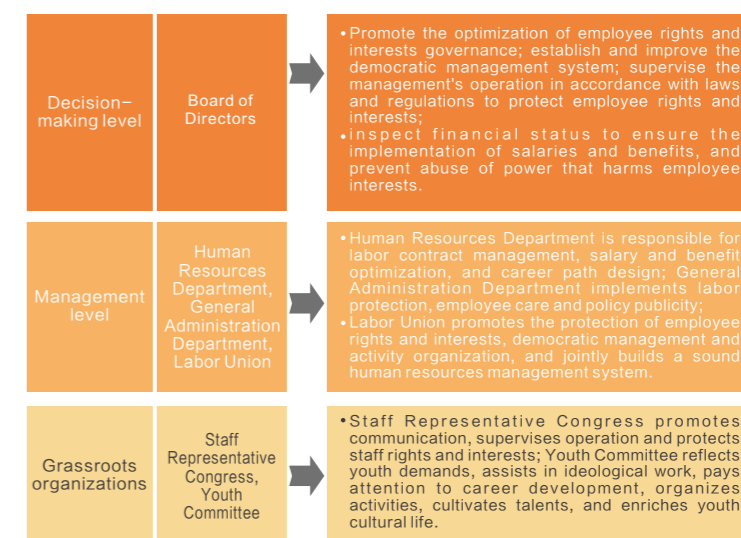 Decision-
making level
Board of
Directors
• Promote the optimization of employee rights and
interests governance; establish and improve the
democratic management system; supervise the
management's operation in accordance with laws
and regulations to protect employee rights and
interests;
• inspect financial status to ensure the
implementation of salaries and benefits, and
prevent abuse of power that harms employee
interests.
Management
level
Human
Resources
Department,
General
Administration
Department,
Labor Union
• Human Resources Department is responsible for
labor contract management, salary and benefit
optimization, and career path design; General
Administration Department implements labor
protection, employee care and policy publicity;
• Labor Union promotes the protection of employee
rights and interests, democratic management and
activity organization, and jointly builds a sound
human resources management system.
Grassroots
organizations
Staff
Representative
Congress,
Youth
Committee
• Staff Representative Congress promotes
communication, supervises operation and protects
staff rights and interests; Youth Committee reflects
youth demands, assists in ideological work, pays
attention to career development, organizes
activities, cultivates talents, and enriches youth
cultural life.